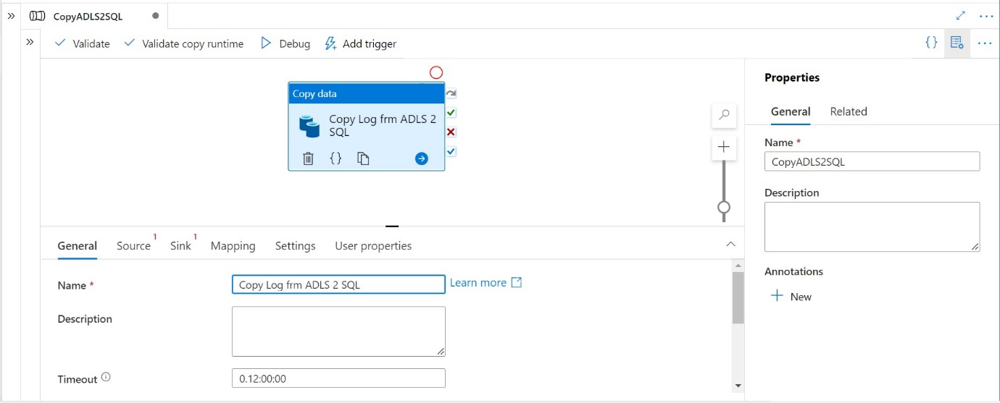 CopyADLS2SQL
Validate Validate copy runtime Debug Add trigger
Copy data
Copy Log frm ADLS 2
SQL
General Source 1 Sink 1 Mapping Settings User properties
Name * Copy Log frm ADLS 2 SQL Learn more
Description
Timeout 0.12:00:00
Properties
General Related
Name *
CopyADLS2SQL
Description
Annotations
New